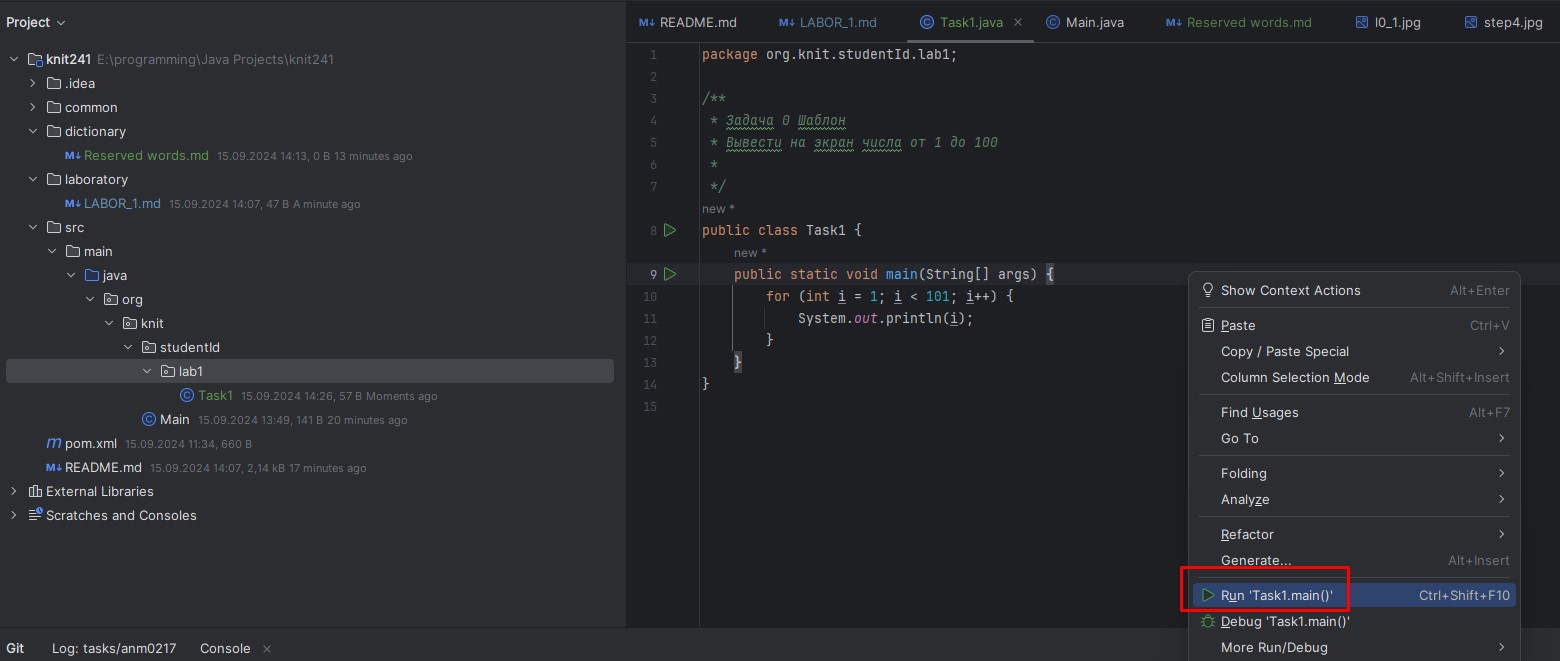 Project
knit241 E:\programming\Java Projects\knit241
.idea
common
dictionary
M↓ Reserved words.md 15.09.2024 14:13, 0 B 13 minutes ago
laboratory
M↓ LABOR_1.md 15.09.2024 14:07, 47 B A minute ago
src
main
java
org
knit
studentId
lab1
Task1 15.09.2024 14:26, 57 B Moments ago
Main 15.09.2024 13:49, 141 B 20 minutes ago
m pom.xml 15.09.2024 11:34, 660 B
M↓ README.md 15.09.2024 14:07, 2,14 kB 17 minutes ago
External Libraries
Scratches and Consoles
M↓ README.md M↓ LABOR_1.md Task1.java Main.java M↓ Reserved words.md l0_1.jpg step4.jpg
1 package org.knit.studentId.lab1;
2
3 /**
4 * Задача 0 Шаблон
5 * Вывести на экран числа от 1 до 100
6 *
7 */
new *
8 public class Task1 {
new *
9 public static void main(String[] args) {
10 for (int i = 1; i < 101; i++) {
11 System.out.println(i);
12 }
13 }
14 }
15
Show Context Actions Alt+Enter
Paste Ctrl+V
Copy / Paste Special
Column Selection Mode Alt+Shift+Insert
Find Usages Alt+F7
Go To
Folding
Analyze
Refactor
Generate... Alt+Insert
Run 'Task1.main()' Ctrl+Shift+F10
Debug 'Task1.main()'
More Run/Debug
Git Log: tasks/anm0217 Console